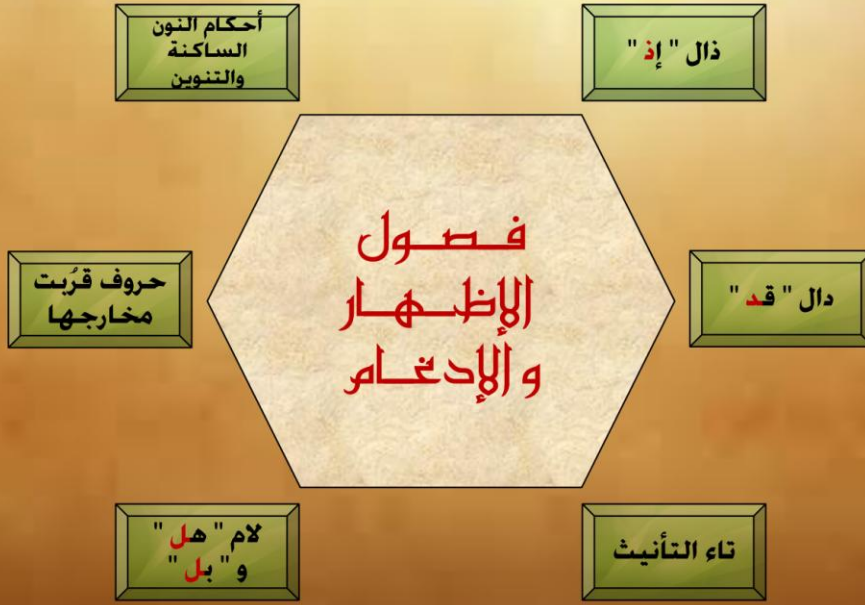 فصول
الإظهار
و الإدغام
ذال " إذ "
دال " قد "
تاء التأنيث
لام " هل "
و " بل "
حروف قرُبت
مخارجها
أحكام النون
الساكنة
والتنوين